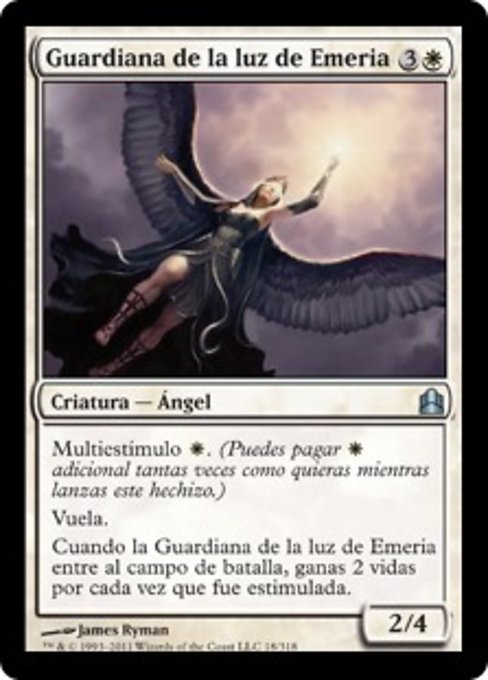 Guardiana de la luz de Emeria 3
Criatura — Ángel
Multiestímulo . (Puedes pagar
adicional tantas veces como quieras mientras
lanzas este hechizo.)
Vuela.
Cuando la Guardiana de la luz de Emeria
entre al campo de batalla, ganas 2 vidas
por cada vez que fue estimulada.
James Ryman
2/4
™ & © 1993–2011 Wizards of the Coast LLC 18/318